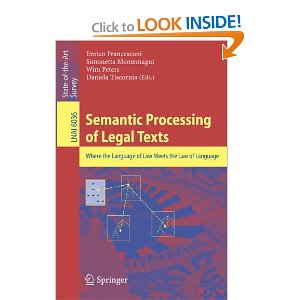 Click to LOOK INSIDE!
Enrico Francesconi
Simonetta Montemagni
Wim Peters
Daniela Tiscornia (Eds.)
State-of-the-Art
Survey
LNAI 6036
Semantic Processing
of Legal Texts
Where the Language of Law Meets the Law of Language
Springer